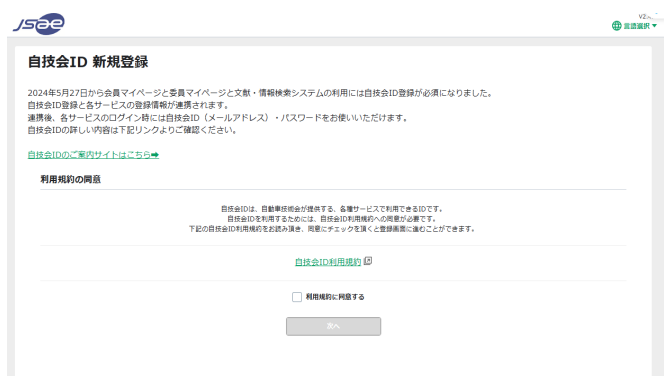 JSAE
言語選択
自技会ID 新規登録
2024年5月27日から会員マイページと委員マイページと文献・情報検索システムの利用には自技会ID登録が必須になりました。
自技会ID登録と各サービスの登録情報が連携されます。
連携後、各サービスのログイン時には自技会ID（メールアドレス）・パスワードをお使いいただけます。
自技会IDの詳しい内容は下記リンクよりご確認ください。
自技会IDのご案内サイトはこちら➡
利用規約の同意
自技会IDは、自動車技術会が提供する、各種サービスで利用できるIDです。
自技会IDを利用するためには、自技会ID利用規約への同意が必要です。
下記の自技会ID利用規約をお読み頂き、同意にチェックを頂くと登録画面に進むことができます。
自技会ID利用規約
利用規約に同意する
次へ